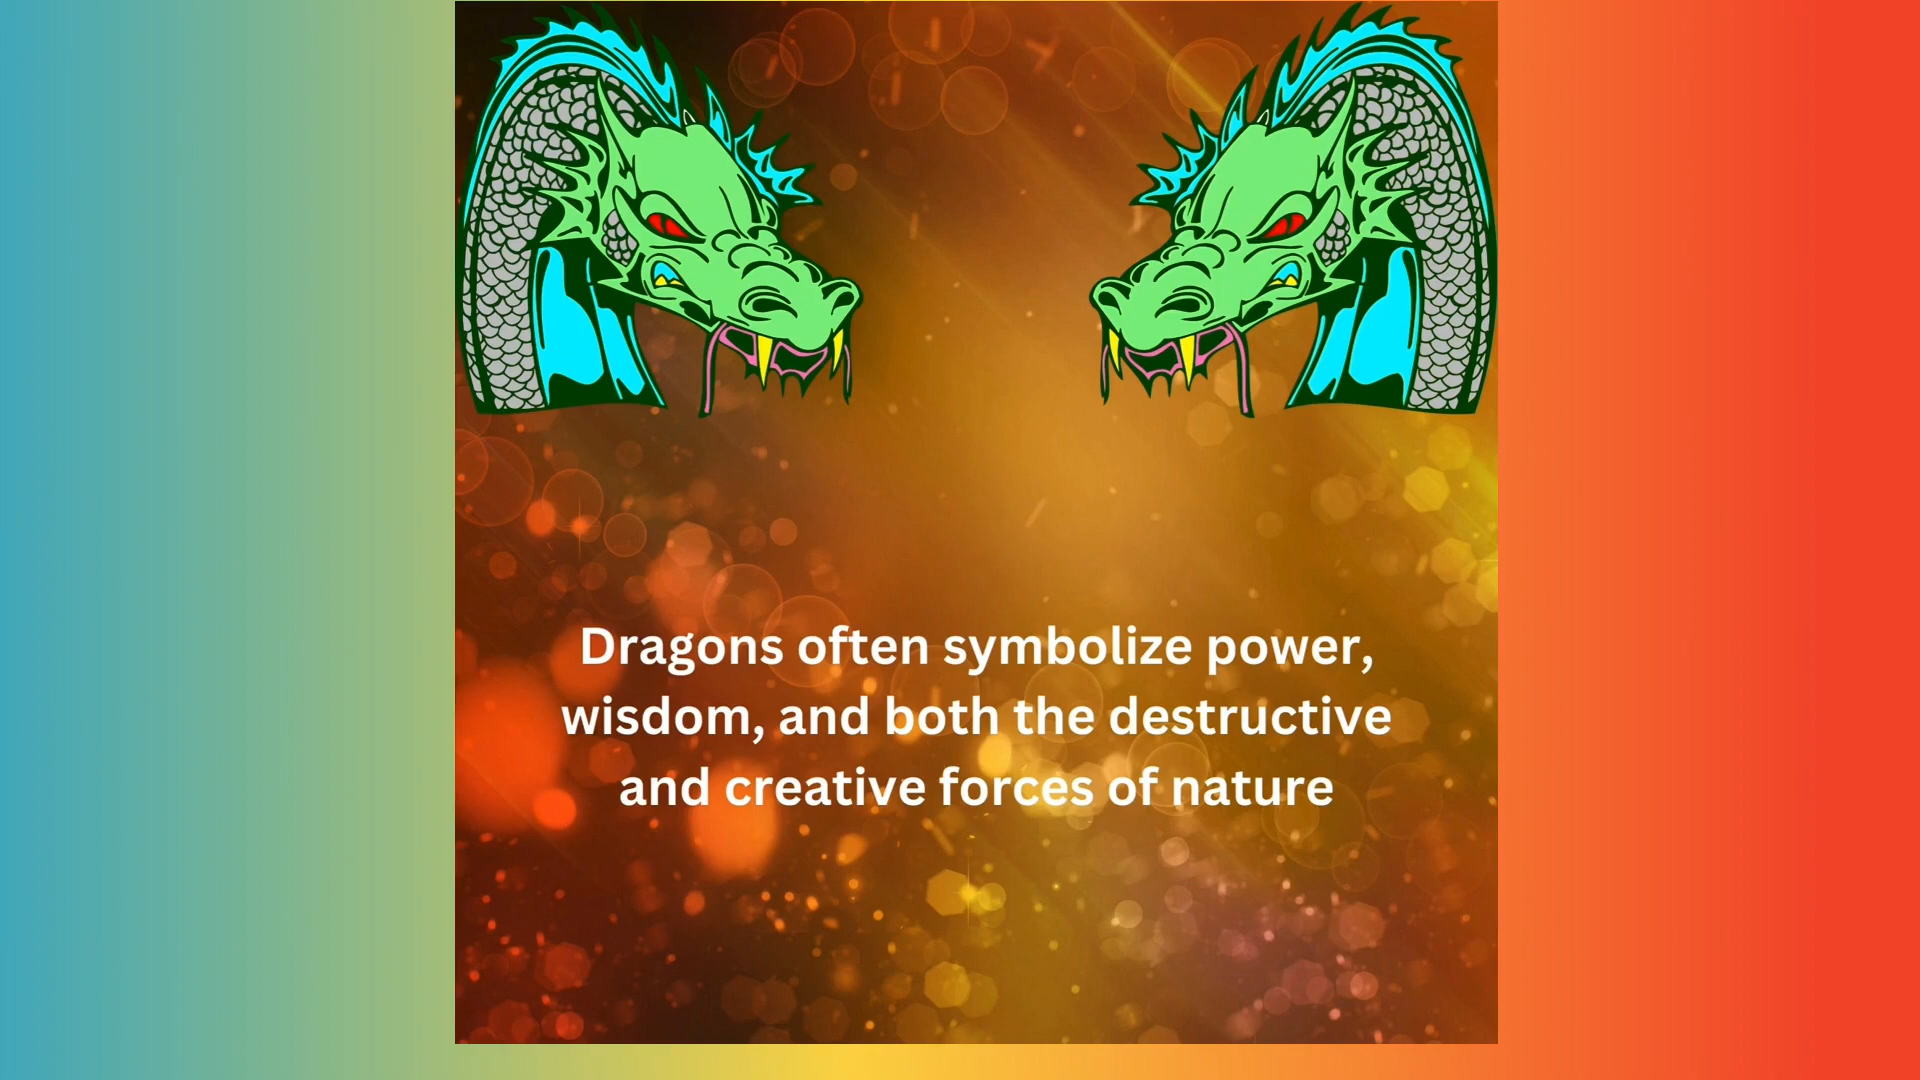 Dragons often symbolize power,
wisdom, and both the destructive
and creative forces of nature